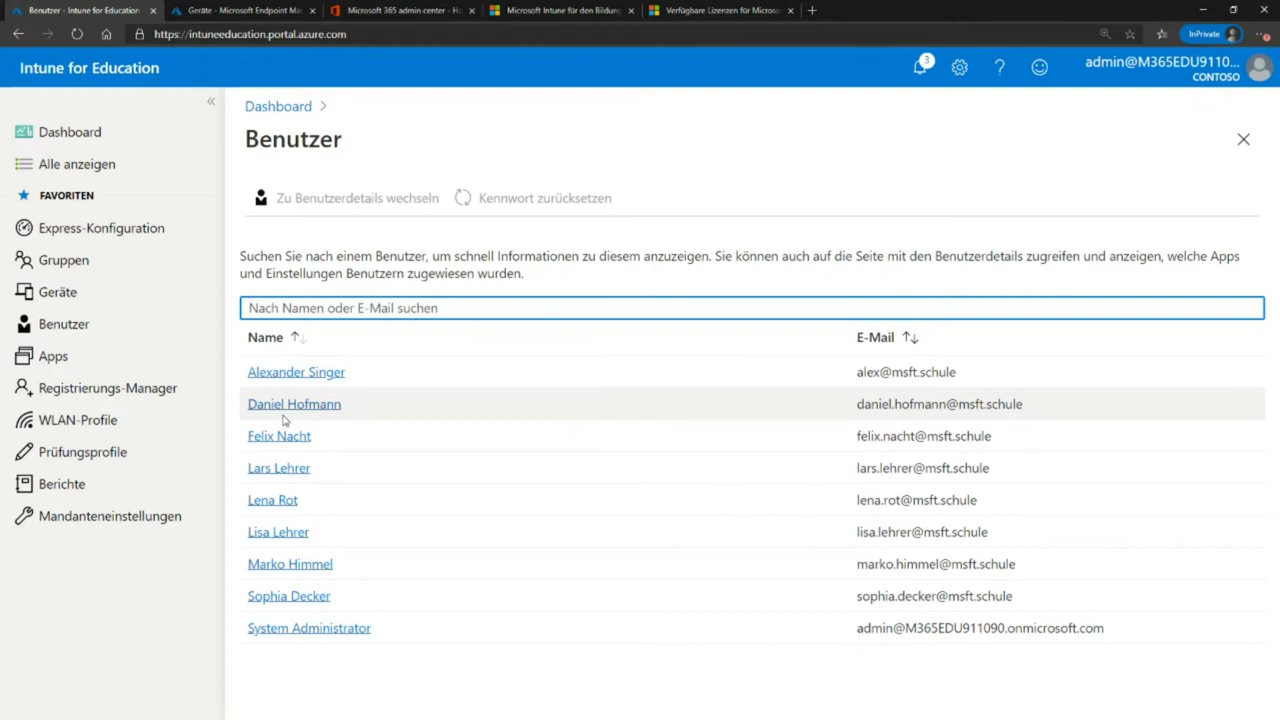 Benutzer - Intune for Education
Geräte - Microsoft Endpoint Ma
Microsoft 365 admin center - Ho
Microsoft Intune für den Bildung
Verfügbare Lizenzen für Microso
https://intuneeducation.portal.azure.com
InPrivate
Intune for Education
3
admin@M365EDU9110...
CONTOSO
Dashboard
Alle anzeigen
FAVORITEN
Express-Konfiguration
Gruppen
Geräte
Benutzer
Apps
Registrierungs-Manager
WLAN-Profile
Prüfungsprofile
Berichte
Mandanteneinstellungen
Dashboard
Benutzer
Zu Benutzerdetails wechseln Kennwort zurücksetzen
Suchen Sie nach einem Benutzer, um schnell Informationen zu diesem anzuzeigen. Sie können auch auf die Seite mit den Benutzerdetails zugreifen und anzeigen, welche Apps
und Einstellungen Benutzern zugewiesen wurden.
Nach Namen oder E-Mail suchen
Name E-Mail
Alexander Singer alex@msft.schule
Daniel Hofmann daniel.hofmann@msft.schule
Felix Nacht felix.nacht@msft.schule
Lars Lehrer lars.lehrer@msft.schule
Lena Rot lena.rot@msft.schule
Lisa Lehrer lisa.lehrer@msft.schule
Marko Himmel marko.himmel@msft.schule
Sophia Decker sophia.decker@msft.schule
System Administrator admin@M365EDU911090.onmicrosoft.com